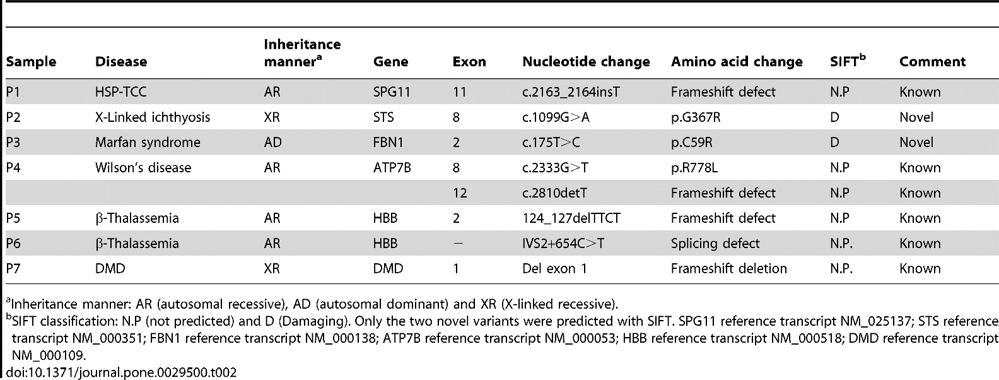 Sample Disease Inheritance mannerᵃ Gene Exon Nucleotide change Amino acid change SIFTᵇ Comment
P1 HSP-TCC AR SPG11 11 c.2163_2164insT Frameshift defect N.P Known
P2 X-Linked ichthyosis XR STS 8 c.1099G>A p.G367R D Novel
P3 Marfan syndrome AD FBN1 2 c.175T>C p.C59R D Novel
P4 Wilson's disease AR ATP7B 8 c.2333G>T p.R778L N.P Known
12 c.2810detT Frameshift defect N.P Known
P5 β-Thalassemia AR HBB 2 124_127delTTCT Frameshift defect N.P Known
P6 β-Thalassemia AR HBB − IVS2+654C>T Splicing defect N.P. Known
P7 DMD XR DMD 1 Del exon 1 Frameshift deletion N.P. Known
ᵃInheritance manner: AR (autosomal recessive), AD (autosomal dominant) and XR (X-linked recessive).
ᵇSIFT classification: N.P (not predicted) and D (Damaging). Only the two novel variants were predicted with SIFT. SPG11 reference transcript NM_025137; STS reference
transcript NM_000351; FBN1 reference transcript NM_000138; ATP7B reference transcript NM_000053; HBB reference transcript NM_000518; DMD reference transcript
NM_000109.
doi:10.1371/journal.pone.0029500.t002